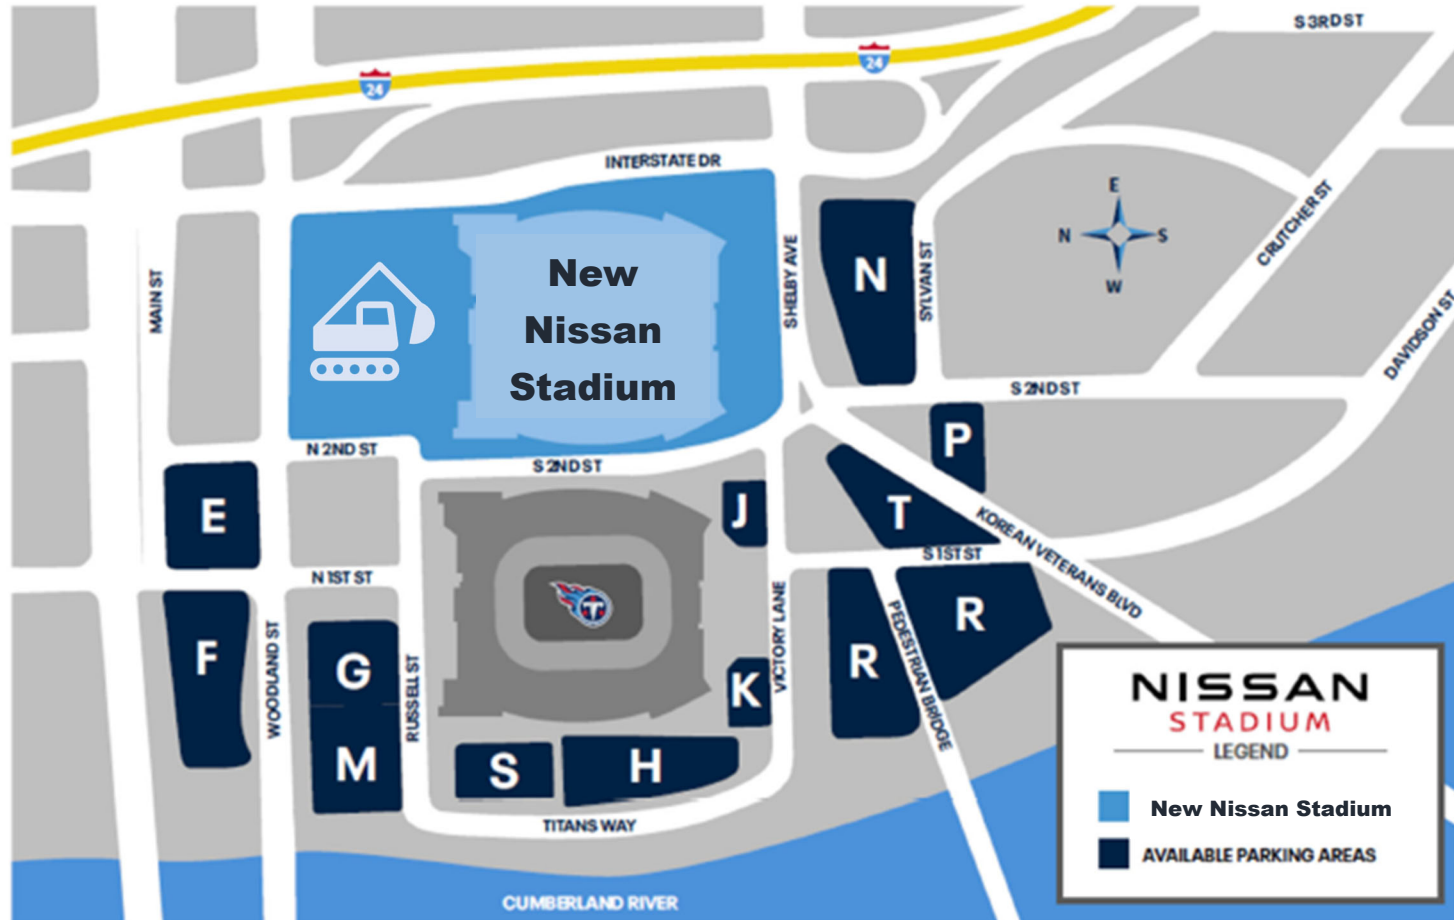 S 3RD ST
24
24
INTERSTATE DR
E
N
S
W
CRUTCHER ST
MAIN ST
New
Nissan
Stadium
SHELBY AVE
N
SYLVAN ST
DAVIDSON ST
S 2ND ST
N 2ND ST
S 2ND ST
P
E
J
T
KOREAN VETERANS BLVD
S 1ST ST
N 1ST ST
T
F
WOODLAND ST
G
RUSSELL ST
K
VICTORY LANE
R
PEDESTRIAN BRIDGE
R
M
S
H
TITANS WAY
CUMBERLAND RIVER
NISSAN
STADIUM
LEGEND
New Nissan Stadium
AVAILABLE PARKING AREAS